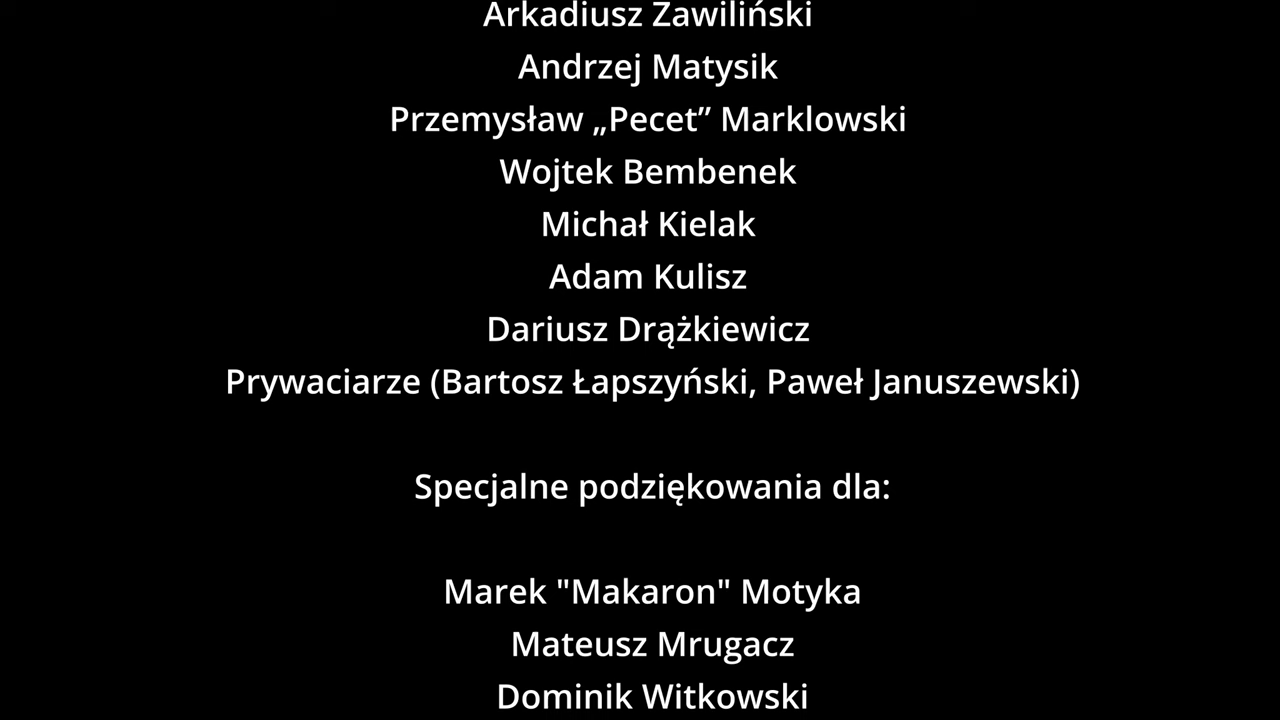 Arkadiusz Zawiliński
Andrzej Matysik
Przemysław „Pecet” Marklowski
Wojtek Bembenek
Michał Kielak
Adam Kulisz
Dariusz Drążkiewicz
Prywaciarze (Bartosz Łapszyński, Paweł Januszewski)
Specjalne podziękowania dla:
Marek "Makaron" Motyka
Mateusz Mrugacz
Dominik Witkowski